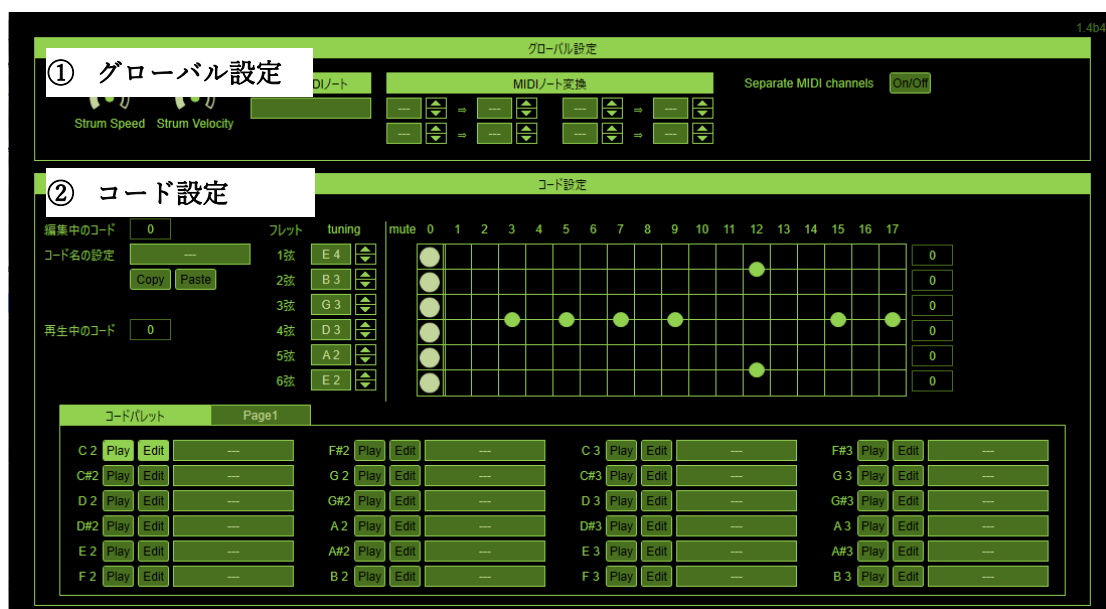 1.4b4
グローバル設定
① グローバル設定
DIノート
MIDIノート変換
Separate MIDI channels On/Off
--- ⇒ --- --- ⇒ ---
Strum Speed Strum Velocity
--- ⇒ --- --- ⇒ ---
コード設定
② コード設定
編集中のコード 0 フレット tuning mute 0 1 2 3 4 5 6 7 8 9 10 11 12 13 14 15 16 17
コード名の設定 --- 1弦 E 4 0
Copy Paste 2弦 B 3 0
3弦 G 3 0
再生中のコード 0 4弦 D 3 0
5弦 A 2 0
6弦 E 2 0
コードパレット Page1
C 2 Play Edit --- F#2 Play Edit --- C 3 Play Edit --- F#3 Play Edit ---
C#2 Play Edit --- G 2 Play Edit --- C#3 Play Edit --- G 3 Play Edit ---
D 2 Play Edit --- G#2 Play Edit --- D 3 Play Edit --- G#3 Play Edit ---
D#2 Play Edit --- A 2 Play Edit --- D#3 Play Edit --- A 3 Play Edit ---
E 2 Play Edit --- A#2 Play Edit --- E 3 Play Edit --- A#3 Play Edit ---
F 2 Play Edit --- B 2 Play Edit --- F 3 Play Edit --- B 3 Play Edit ---